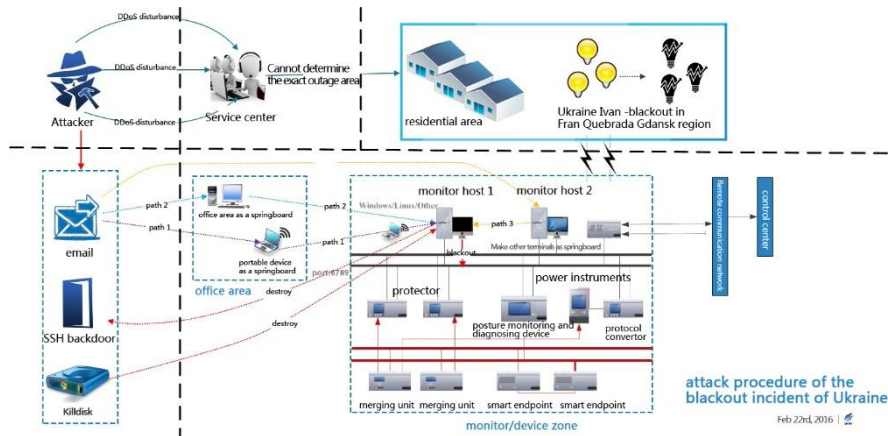 DDoS disturbance
DDoS disturbance
DDoS disturbance
Attacker
Service center
Cannot determine
the exact outage area
residential area
Ukraine Ivan -blackout in
Fran Quebrada Gdansk region
email
SSH backdoor
Killdisk
path 2
path 1
office area as a springboard
portable device
as a springboard
office area
path 2
path 1
destroy
destroy
Windows/Linux/Other
port:6789
monitor host 1
monitor host 2
path 3
blackout
Make other terminals as springboard
protector
power instruments
posture monitoring and
diagnosing device
protocol
convertor
merging unit
merging unit
smart endpoint
smart endpoint
monitor/device zone
Remote communication network
control center
attack procedure of the
blackout incident of Ukraine
Feb 22rd, 2016